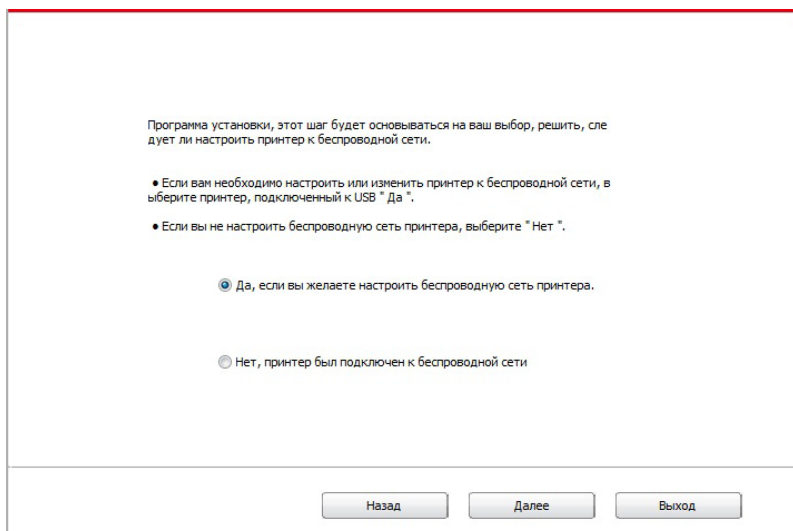 Программа установки, этот шаг будет основываться на ваш выбор, решить, сле
дует ли настроить принтер к беспроводной сети.
● Если вам необходимо настроить или изменить принтер к беспроводной сети, в
ыберите принтер, подключенный к USB " Да ".
● Если вы не настроить беспроводную сеть принтера, выберите " Нет ".
Да, если вы желаете настроить беспроводную сеть принтера.
Нет, принтер был подключен к беспроводной сети
Назад Далее Выход